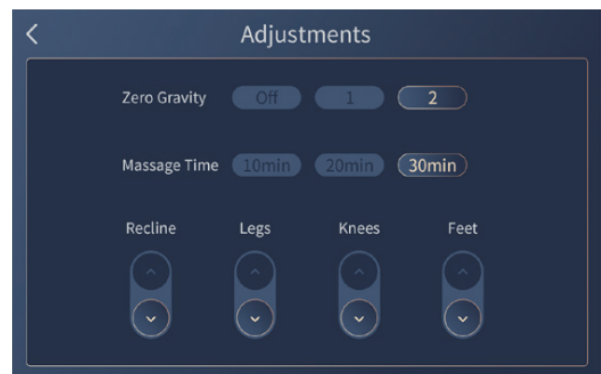 Adjustments
Zero Gravity Off 1 2
Massage Time 10min 20min 30min
Recline Legs Knees Feet